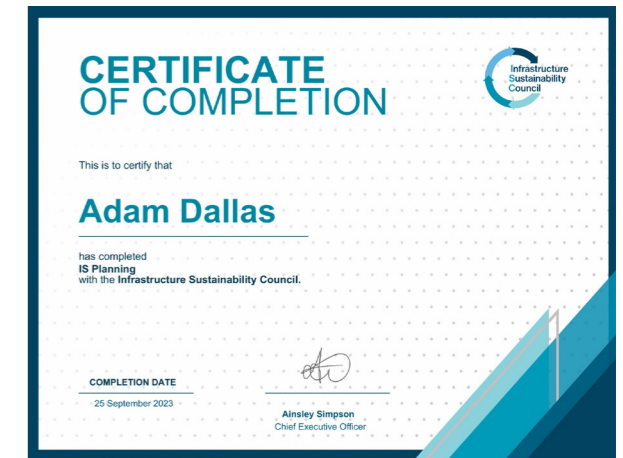 CERTIFICATE
OF COMPLETION
Infrastructure
Sustainability
Council
This is to certify that
Adam Dallas
has completed
IS Planning
with the Infrastructure Sustainability Council.
COMPLETION DATE
25 September 2023
Ainsley Simpson
Chief Executive Officer